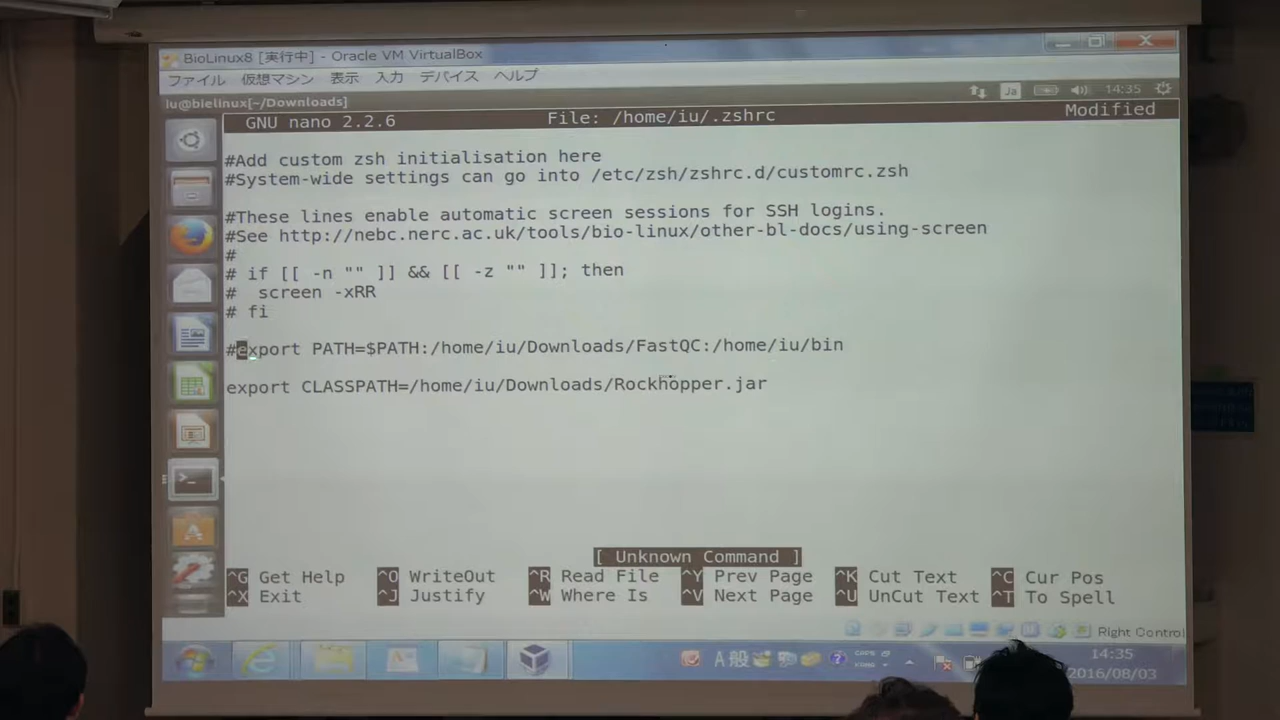 BioLinux8 [実行中] - Oracle VM VirtualBox
ファイル 仮想マシン 表示 入力 デバイス ヘルプ
iu@bielinux[~/Downloads]
Ja
14:35
GNU nano 2.2.6 File: /home/iu/.zshrc Modified
#Add custom zsh initialisation here
#System-wide settings can go into /etc/zsh/zshrc.d/customrc.zsh
#These lines enable automatic screen sessions for SSH logins.
#See http://nebc.nerc.ac.uk/tools/bio-linux/other-bl-docs/using-screen
#
# if [[ -n "" ]] && [[ -z "" ]]; then
#  screen -xRR
# fi
#export PATH=$PATH:/home/iu/Downloads/FastQC:/home/iu/bin
export CLASSPATH=/home/iu/Downloads/Rockhopper.jar
[ Unknown Command ]
^G Get Help ^O WriteOut ^R Read File ^Y Prev Page ^K Cut Text ^C Cur Pos
^X Exit ^J Justify ^W Where Is ^V Next Page ^U UnCut Text ^T To Spell
Right Control
A 般
CAPS
KANA
14:35
2016/08/03